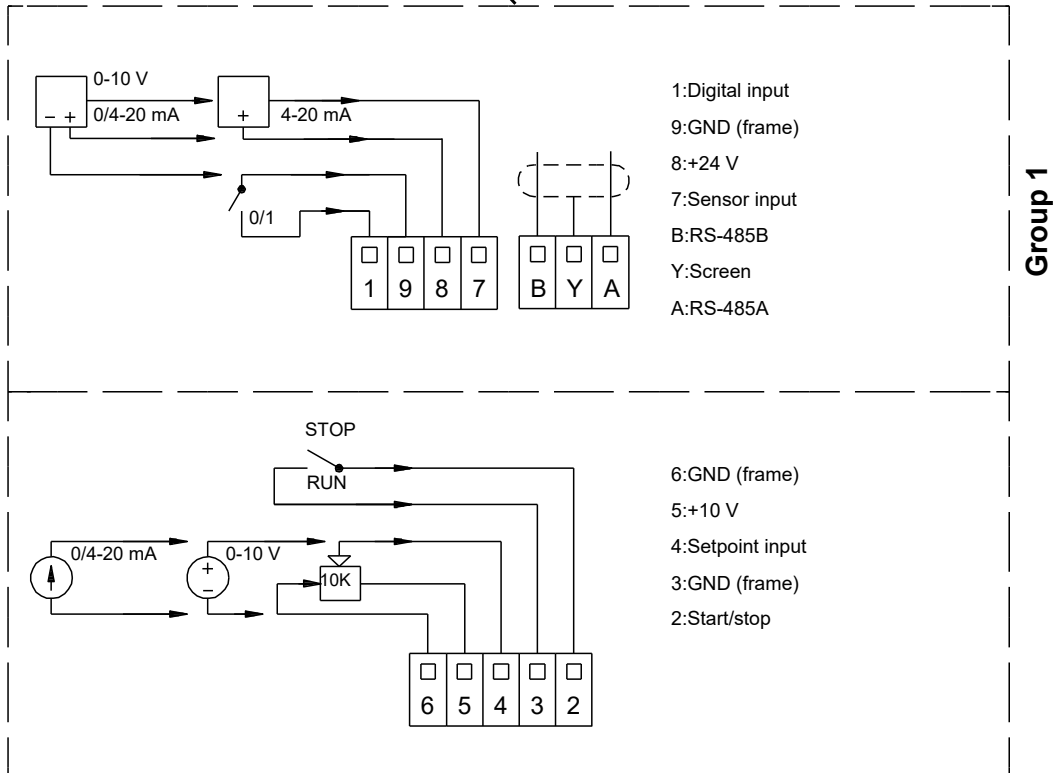 0-10 V
0/4-20 mA
- +
+
4-20 mA
0/1
1 9 8 7
B Y A
1:Digital input
9:GND (frame)
8:+24 V
7:Sensor input
B:RS-485B
Y:Screen
A:RS-485A
Group 1
STOP
RUN
0/4-20 mA
0-10 V
+
-
10K
6 5 4 3 2
6:GND (frame)
5:+10 V
4:Setpoint input
3:GND (frame)
2:Start/stop